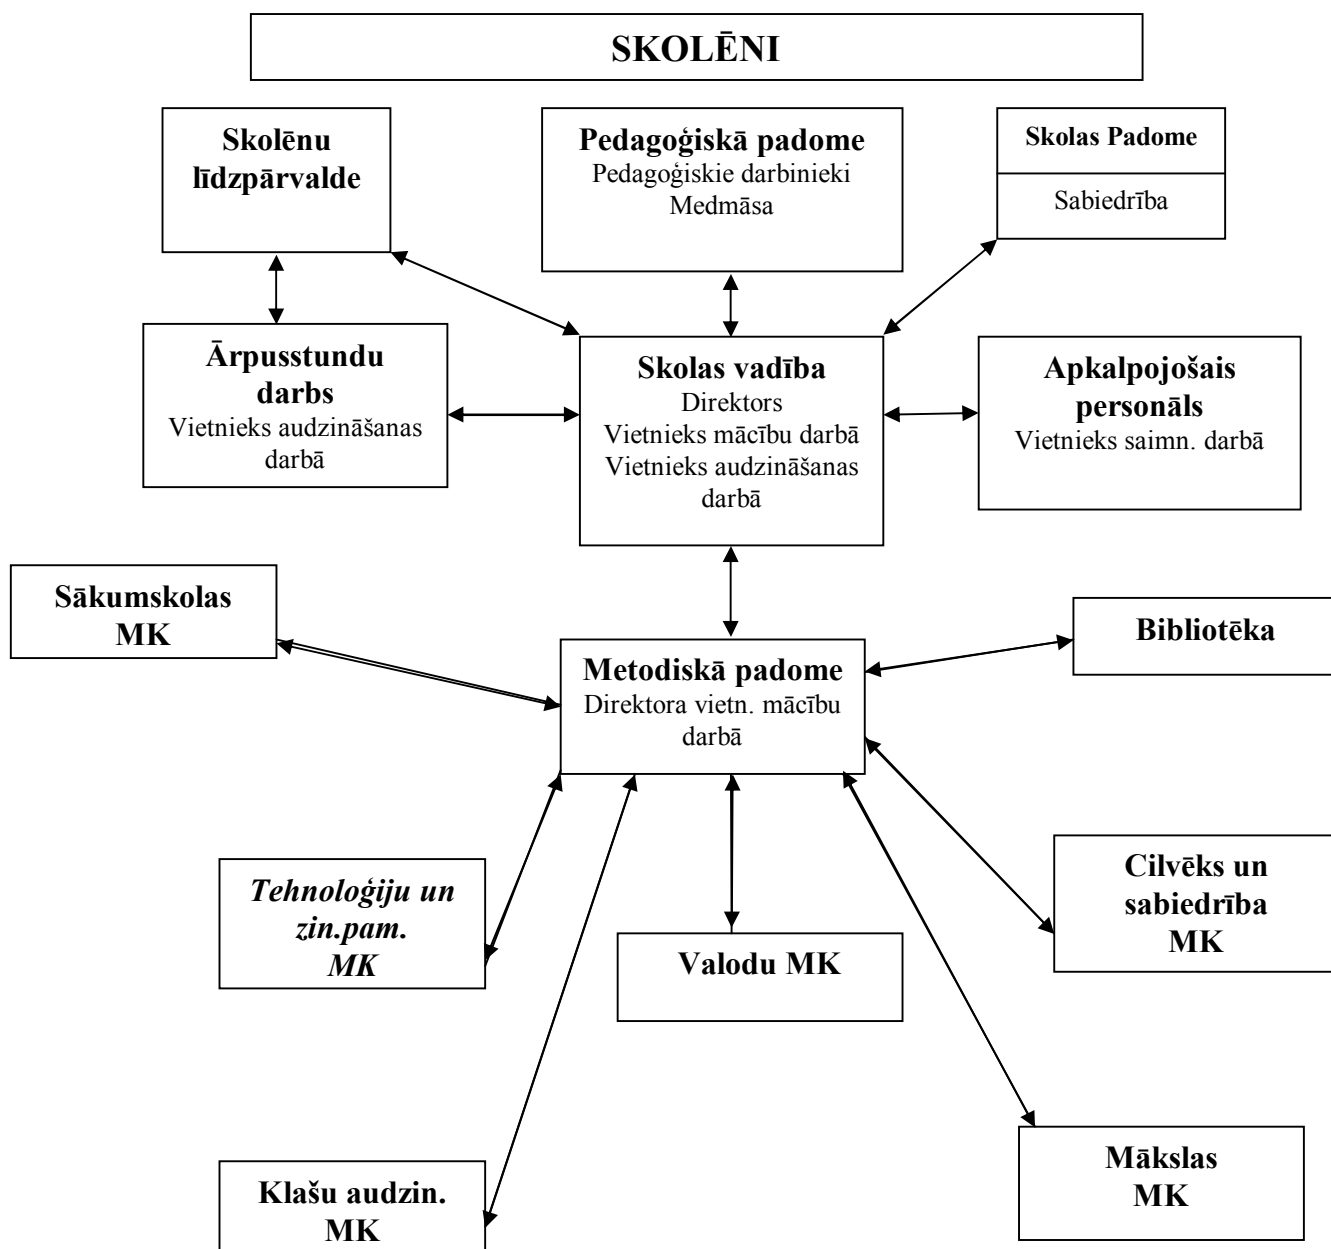 SKOLĒNI
Skolēnu
līdzpārvalde
Pedagoģiskā padome
Pedagoģiskie darbinieki
Medmāsa
Skolas Padome
Sabiedrība
Ārpusstundu
darbs
Vietnieks audzināšanas
darbā
Skolas vadība
Direktors
Vietnieks mācību darbā
Vietnieks audzināšanas
darbā
Apkalpojošais
personāls
Vietnieks saimn. darbā
Sākumskolas
MK
Metodiskā padome
Direktora vietn. mācību
darbā
Bibliotēka
Tehnoloģiju un
zin.pam.
MK
Valodu MK
Cilvēks un
sabiedrība
MK
Klašu audzin.
MK
Mākslas
MK